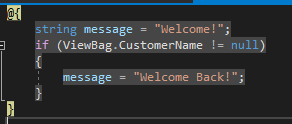 @{
string message = "Welcome!";
if (ViewBag.CustomerName != null)
{
message = "Welcome Back!";
}
}